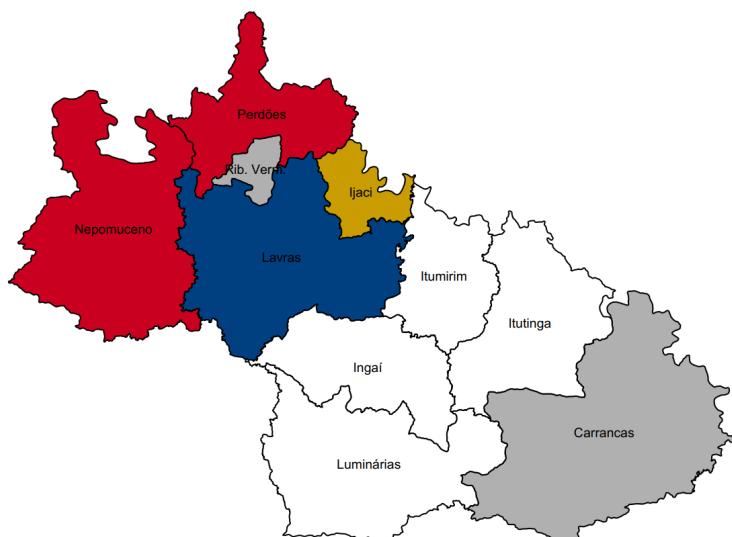 Perdões
Rib. Verm.
Ijaci
Nepomuceno
Lavras
Itumirim
Itutinga
Ingaí
Carrancas
Luminárias